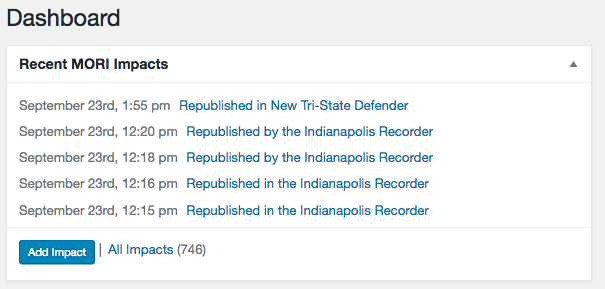 Dashboard
Recent MORI Impacts
September 23rd, 1:55 pm Republished in New Tri-State Defender
September 23rd, 12:20 pm Republished by the Indianapolis Recorder
September 23rd, 12:18 pm Republished by the Indianapolis Recorder
September 23rd, 12:16 pm Republished in the Indianapolis Recorder
September 23rd, 12:15 pm Republished in the Indianapolis Recorder
Add Impact | All Impacts (746)